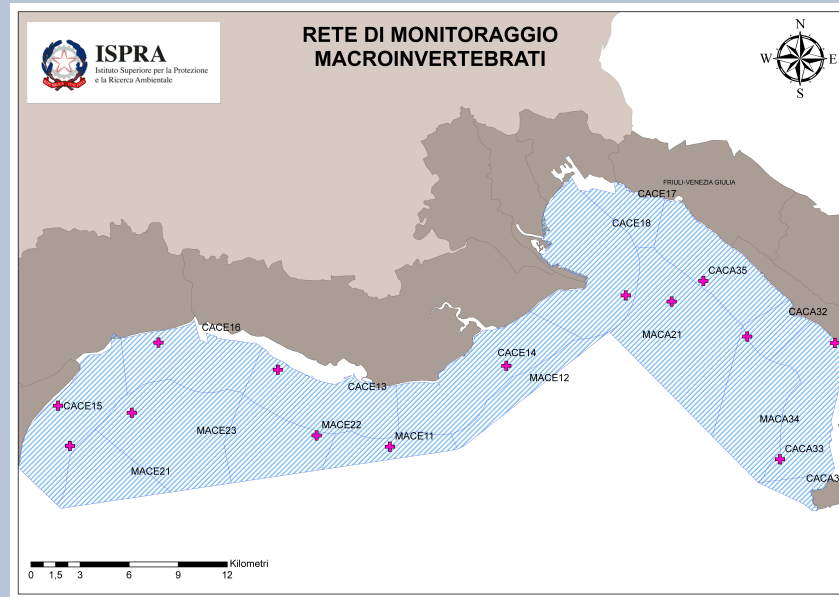 RETE DI MONITORAGGIO
MACROINVERTEBRATI
ISPRA
Istituto Superiore per la Protezione
e la Ricerca Ambientale
N
W
E
S
FRIULI-VENEZIA GIULIA
CACE17
CACE18
CACA35
CACA32
CACE16
MACA21
CACE14
MACE12
CACE13
CACE15
MACE22
MACE23
MACE11
MACA34
CACA33
MACE21
CACA3
Kilometri
0 1,5 3 6 9 12